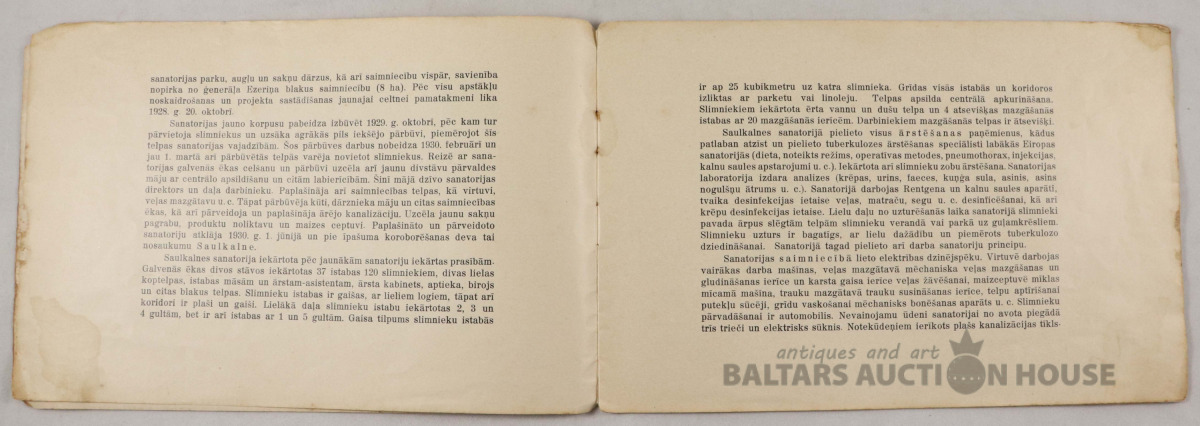 sanatorijas parku, augļu un sakņu dārzus, kā arī saimniecību vispār, savienība
nopirka no ģenerāļa Ezeriņa blakus saimniecību (8 ha). Pēc visu apstākļu
noskaidrošanas un projekta sastādīšanas jaunajai celtnei pamatakmeni lika
1928. g. 20. oktobrī.
Sanatorijas jauno korpusu pabeidza izbūvēt 1929. g. oktobrī, pēc kam tur
pārvietoja slimniekus un uzsāka agrākās pils iekšējo pārbūvi, piemērojot šīs
telpas sanatorijas vajadzībām. Šos pārbūves darbus nobeidza 1930. februārī un
jau 1. martā arī pārbūvētās telpās varēja novietot slimniekus. Reizē ar sana-
torijas galvenās ēkas celšanu un pārbūvi uzcēla arī jaunu divstāvu pārvaldes
māju ar centrālo apsildīšanu un citām labierīcībām. Šinī mājā dzīvo sanatorijas
direktors un daļa darbinieku. Paplašināja arī saimniecības telpas, kā virtuvi,
veļas mazgātavu u. c. Tāpat pārbūvēja kūti, dārznieka māju un citas saimniecības
ēkas, kā arī pārveidoja un paplašināja ārējo kanalizāciju. Uzcēla jaunu sakņu
pagrabu, produktu noliktavu un maizes ceptuvi. Paplašināto un pārveidoto
sanatoriju atklāja 1930. g. 1. jūnijā un pie īpašuma koroborēšanas deva tai
nosaukumu Saulkalne.
Saulkalnes sanatorija iekārtota pēc jaunākām sanatoriju iekārtas prasībām.
Galvenās ēkas divos stāvos iekārtotas 37 istabas 120 slimniekiem, divas lielas
koptelpas, istabas māsām un ārstam-asistentam, ārsta kabinets, aptieka, birojs
un citas blakus telpas. Slimnieku istabas ir gaišas, ar lieliem logiem, tāpat arī
koridori ir plaši un gaiši. Lielākā daļa slimnieku istabu iekārtotas 2, 3 un
4 gultām, bet ir arī istabas ar 1 un 5 gultām. Gaisa tilpums slimnieku istabās
ir ap 25 kubikmetru uz katra slimnieka. Grīdas visās istabās un koridoros
izliktas ar parketu vai linoleju. Telpas apsilda centrālā apkurināšana.
Slimniekiem iekārtota ērta vannu un dušu telpa un 4 atsevišķas mazgāšanās
istabas ar 20 mazgāšanās ierīcēm. Darbiniekiem mazgāšanās telpas ir atsevišķi.
Saulkalnes sanatorijā pielieto visus ārstēšanas paņēmienus, kādus
patlaban atzīst un pielieto tuberkulozes ārstēšanas speciālisti labākās Eiropas
sanatorijās (dieta, noteikts režims, operatīvas metodes, pneumothorax, injekcijas,
kalnu saules apstarojumi u. c.). Iekārtota arī slimnieku zobu ārstēšana. Sanatorijas
laboratorija izdara analizes (krēpas, urīns, faeces, kuņģa sula, asinis, asins
nogulšņu ātrums u. c.). Sanatorijā darbojas Rentgena un kalnu saules aparāti,
tvaika desinfekcijas ietaise veļas, matraču, segu u. c. desinficēšanai, kā arī
krēpu desinfekcijas ietaise. Lielu daļu no uzturēšanās laika sanatorijā slimnieki
pavada ārpus slēgtām telpām slimnieku verandā vai parkā uz guļamkrēsliem.
Slimnieku uzturs ir bagatīgs, ar lielu dažādību un piemērots tuberkulozo
dziedināšanai. Sanatorijā tagad pielieto arī darba sanatoriju principu.
Sanatorijas saimniecībā lieto elektrības dzinējspēku. Virtuvē darbojas
vairākas darba mašinas, veļas mazgātavā mēchaniska veļas mazgāšanas un
gludināšanas ierīce un karsta gaisa ierīce veļas žāvēšanai, maizceptuvē mīklas
mīcamā mašina, trauku mazgātavā trauku susināšanas ierīce, telpu aptīrīšanai
putekļu sūcēji, grīdu vaskošanai mēchanisks bonēšanas aparāts u. c. Slimnieku
pārvadāšanai ir automobilis. Nevainojamu ūdeni sanatorijai no avota piegādā
trīs trieči un elektrisks sūknis. Notekūdeņiem ierīkots plašs kanalizācijas tīkls-
antiques and art
BALTARS AUCTION HOUSE